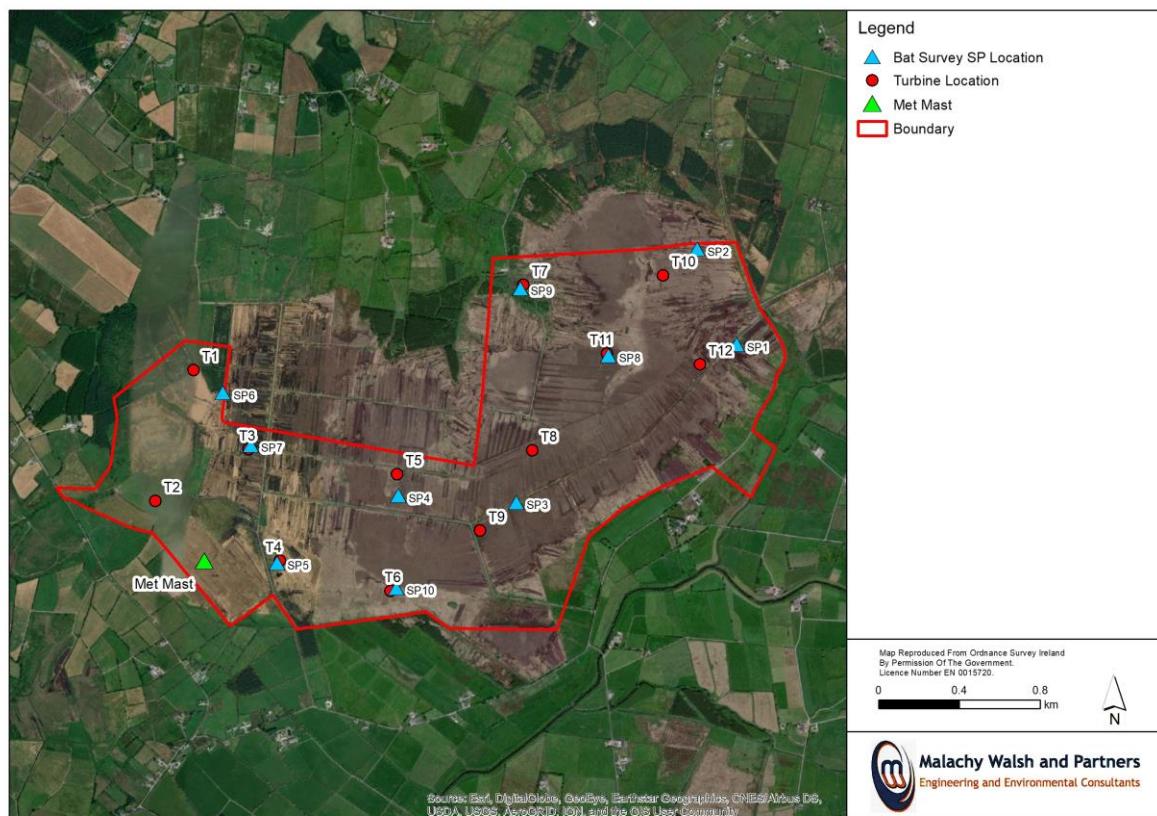 Legend
Bat Survey SP Location
Turbine Location
Met Mast
Boundary
SP2
T10
T7
SP9
T11
SP8
SP1
T12
T1
SP6
T3
SP7
T8
T5
SP4
T2
SP3
T9
T4
SP5
Met Mast
T6
SP10
Map Reproduced From Ordnance Survey Ireland
By Permission Of The Government.
Licence Number EN 0015720.
0 0.4 0.8
km
N
Malachy Walsh and Partners
Engineering and Environmental Consultants
Source: Esri, DigitalGlobe, GeoEye, Earthstar Geographics, CNES/Airbus DS,
USDA, USGS, AeroGRID, IGN, and the GIS User Community